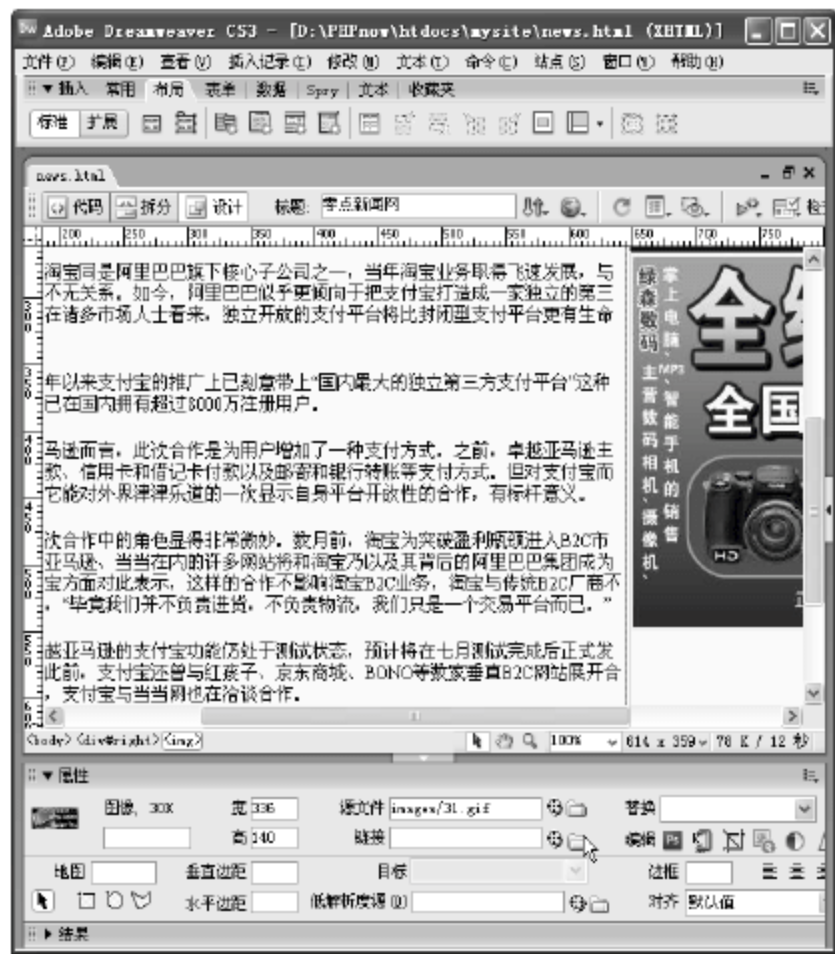 Adobe Dreamweaver CS3 - [D:\PHPnow\htdocs\mysite\news.html (XHTML)]
文件(F) 编辑(E) 查看(V) 插入记录(I) 修改(M) 文本(T) 命令(C) 站点(S) 窗口(W) 帮助(H)
▼插入 常用 布局 表单 数据 Spry 文本 收藏夹
标准 扩展
news.html
代码 拆分 设计 标题: 零点新闻网
200 250 300 350 400 450 500 550 600 650 700 750
淘宝同是阿里巴巴旗下核心子公司之一，当年淘宝业务取得飞速发展，与
不无关系。如今，阿里巴巴似乎更倾向于把支付宝打造成一家独立的第三
在诸多市场人士看来，独立开放的支付平台将比封闭型支付平台更有生命
年以来支付宝的推广上已刻意带上“国内最大的独立第三方支付平台”这种
已在国内拥有超过8000万注册用户。
马逊而言，此次合作是为用户增加了一种支付方式。之前，卓越亚马逊主
款、信用卡和借记卡付款以及邮寄和银行转账等支付方式。但对支付宝而
它能对外界津津乐道的一次显示自身平台开放性的合作，有标杆意义。
次合作中的角色显得非常微妙。数月前，淘宝为突破盈利瓶颈进入B2C市
亚马逊、当当在内的许多网站将和淘宝乃以及其背后的阿里巴巴集团成为
宝方面对此表示，这样的合作不影响淘宝B2C业务，淘宝与传统B2C厂商不
，“毕竟我们并不负责进货，不负责物流，我们只是一个交易平台而已。”
越亚马逊的支付宝功能仍处于测试状态，预计将在七月测试完成后正式发
此前，支付宝还曾与红孩子、京东商城、BONO等数家垂直B2C网站展开合
，支付宝与当当网也在洽谈合作。
绿森数码
掌上电脑、MP3、智能手机的销售
主营数码相机、摄像机、
全
全国
HD
<body> <div#right> <img> 100% 614 x 359 78 K / 12 秒
▼属性
图像, 30K 宽 336 源文件 images/31.gif 替换
高 140 链接 编辑
地图 垂直边距 目标 边框
水平边距 低解析度源(W) 对齐 默认值
▶结果